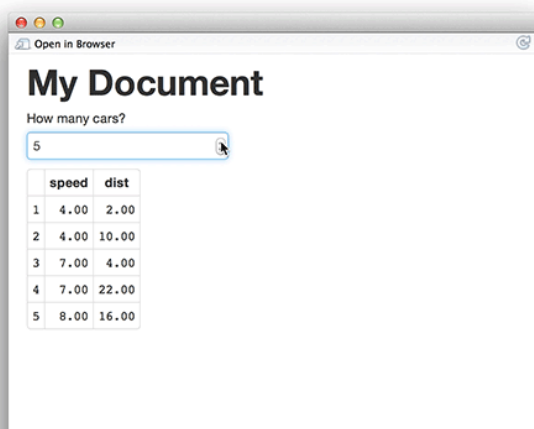 Open in Browser
My Document
How many cars?
5
speed dist
1 4.00 2.00
2 4.00 10.00
3 7.00 4.00
4 7.00 22.00
5 8.00 16.00